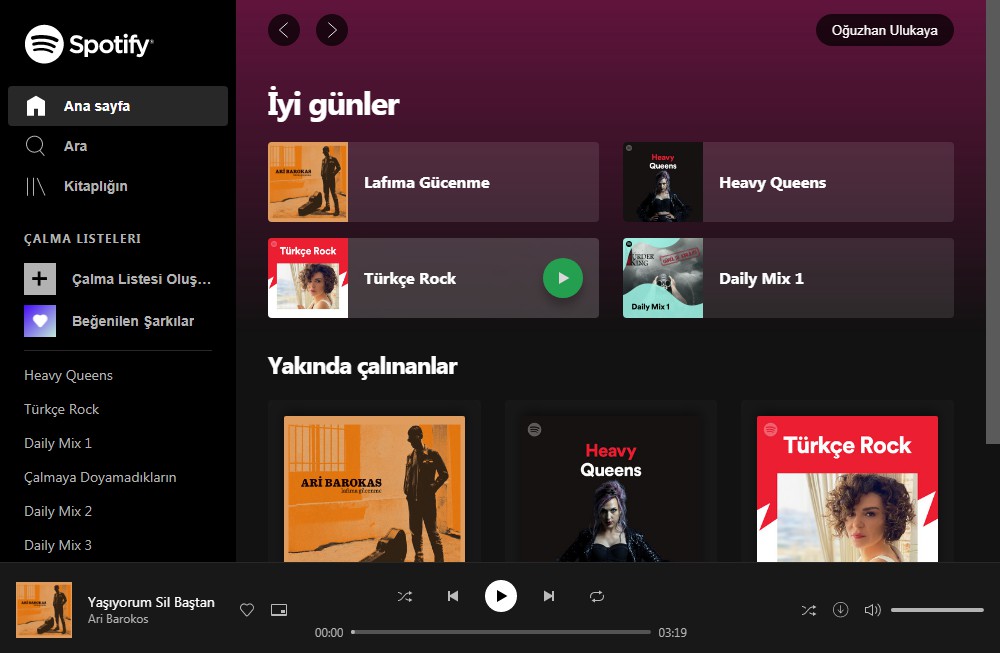 Spotify
Oğuzhan Ulukaya
Ana sayfa
Ara
Kitaplığın
ÇALMA LISTELERI
Çalma Listesi Oluş...
Beğenilen Şarkılar
Heavy Queens
Türkçe Rock
Daily Mix 1
Çalmaya Doyamadıkların
Daily Mix 2
Daily Mix 3
İyi günler
ARİ BAROKAS
Lafıma Gücenme
Heavy
Queens
Heavy Queens
Türkçe Rock
Türkçe Rock
MURDER
KING
Daily Mix 1
Daily Mix 1
Yakında çalınanlar
ARİ BAROKAS
lafıma gücenme
Heavy
Queens
Türkçe Rock
Yaşıyorum Sil Baştan
Ari Barokos
00:00
03:19